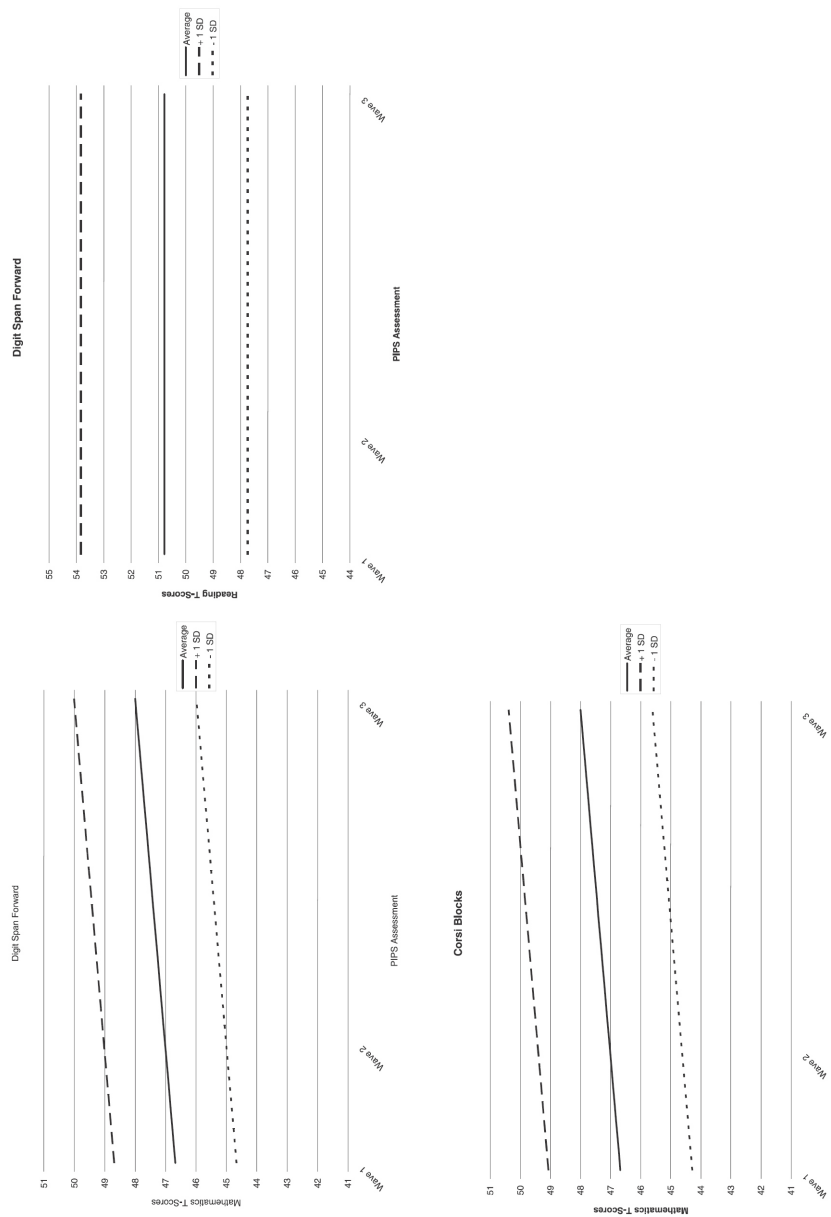 Digit Span Forward
Mathematics T-Scores
51
50
49
48
47
46
45
44
43
42
41
Wave 1
Wave 2
Wave 3
PIPS Assessment
Average
+ 1 SD
- 1 SD
Digit Span Forward
Reading T-Scores
55
54
53
52
51
50
49
48
47
46
45
44
Wave 1
Wave 2
Wave 3
PIPS Assessment
Average
+ 1 SD
- 1 SD
Corsi Blocks
Mathematics T-Scores
51
50
49
48
47
46
45
44
43
42
41
Wave 1
Wave 2
Wave 3
Average
+ 1 SD
- 1 SD